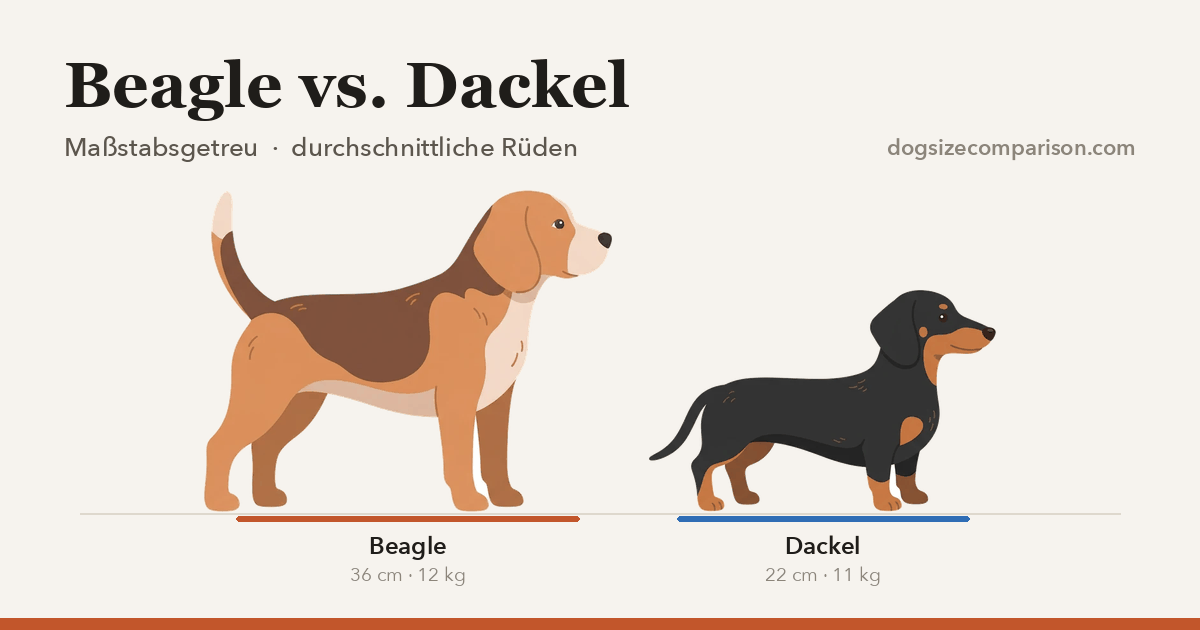 Beagle vs. Dackel
Maßstabsgetreu · durchschnittliche Rüden
dogsizecomparison.com
Beagle
36 cm · 12 kg
Dackel
22 cm · 11 kg